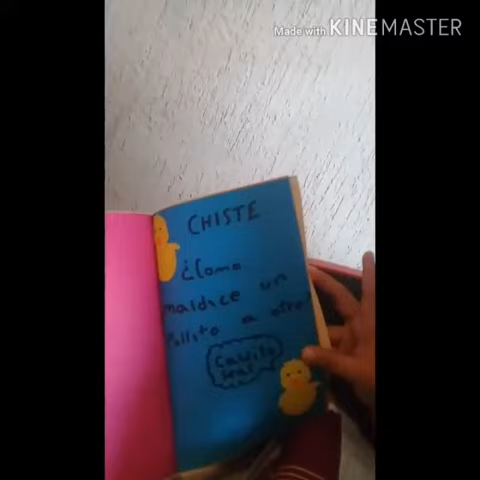 Made with KINEMASTER
CHISTE
¿Como
maldice un
Pollito a otro?
Caldito
seas